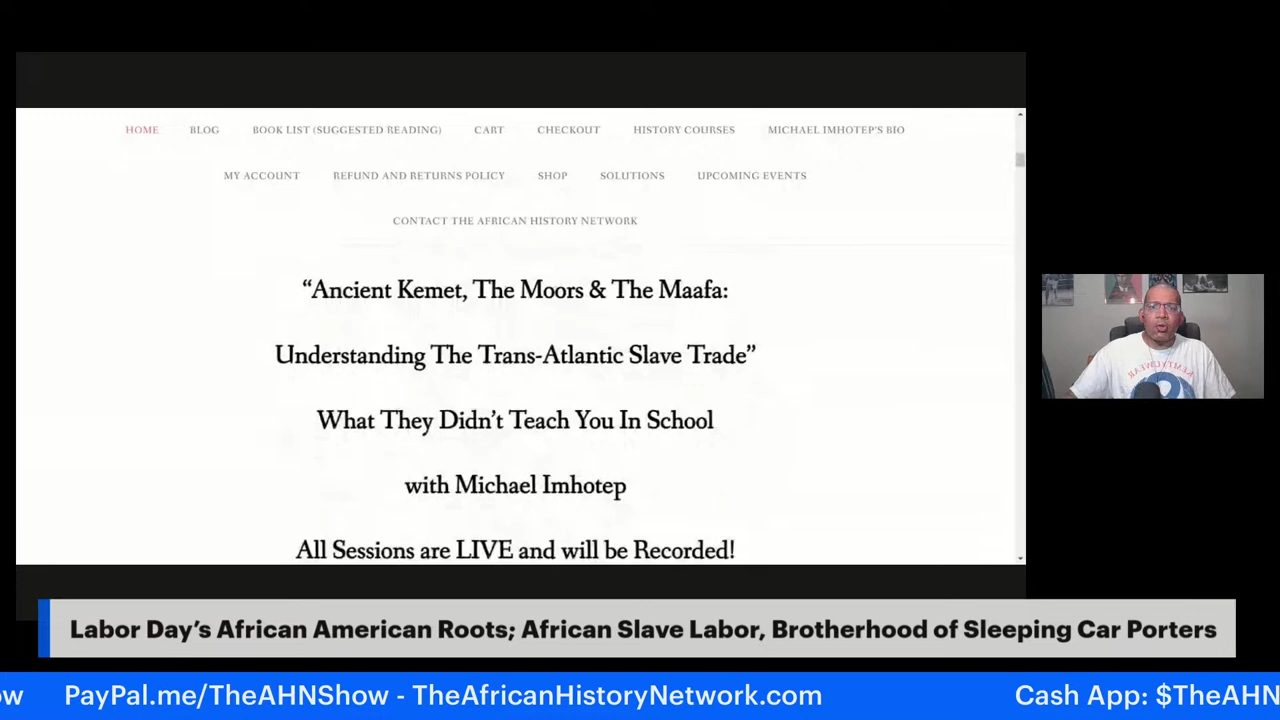 HOME BLOG BOOK LIST (SUGGESTED READING) CART CHECKOUT HISTORY COURSES MICHAEL IMHOTEP'S BIO
MY ACCOUNT REFUND AND RETURNS POLICY SHOP SOLUTIONS UPCOMING EVENTS
CONTACT THE AFRICAN HISTORY NETWORK
“Ancient Kemet, The Moors & The Maafa:
Understanding The Trans-Atlantic Slave Trade”
What They Didn’t Teach You In School
with Michael Imhotep
All Sessions are LIVE and will be Recorded!
Labor Day’s African American Roots; African Slave Labor, Brotherhood of Sleeping Car Porters
ow PayPal.me/TheAHNShow - TheAfricanHistoryNetwork.com Cash App: $TheAHN